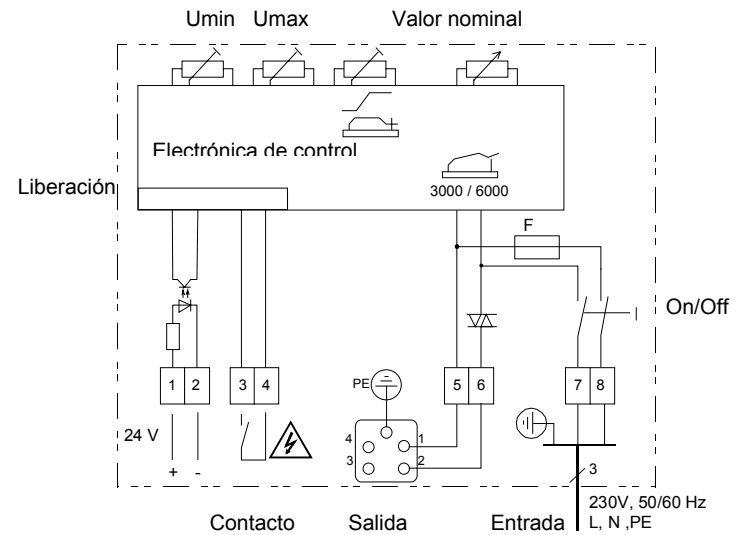 Umin Umax Valor nominal
Electrónica de control
Liberación
3000 / 6000
F
On/Off
1 2 3 4 5 6 7 8
PE
24 V
+ -
4 1
3 2
3
230V, 50/60 Hz
L, N ,PE
Contacto Salida Entrada